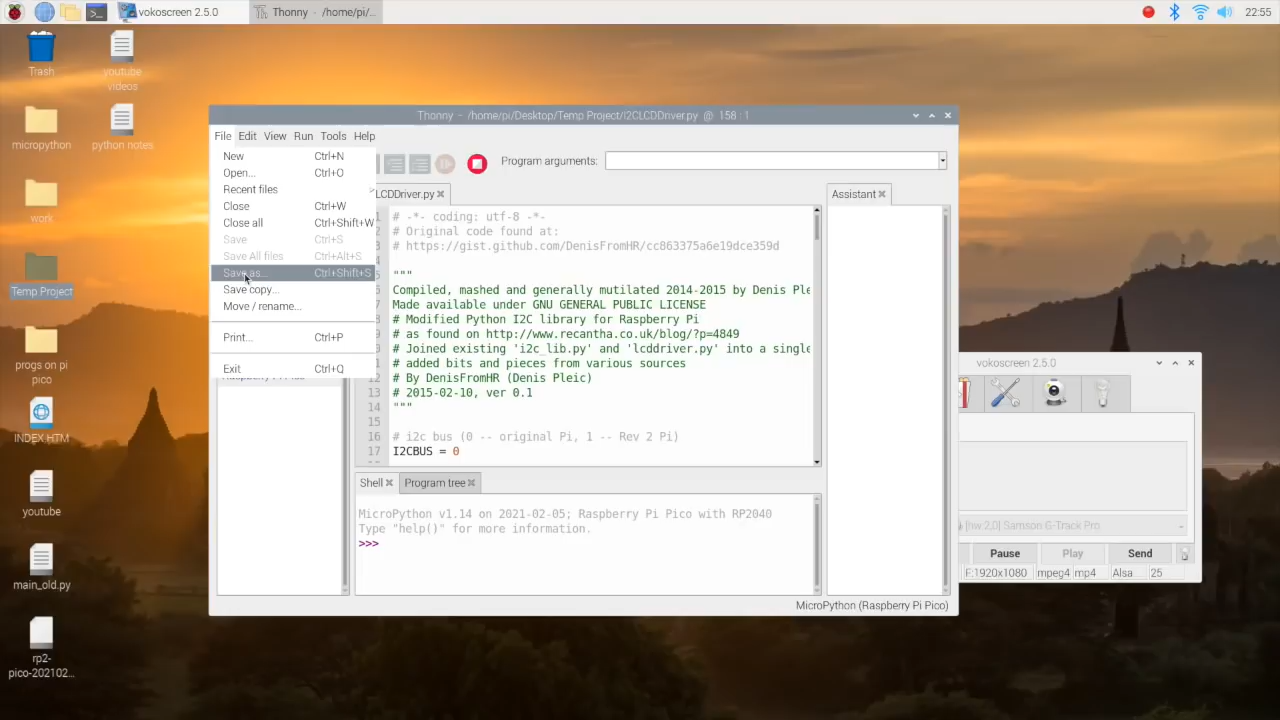 vokoscreen 2.5.0
Thonny - /home/pi/...
22:55
Trash
youtube
videos
micropython
python notes
work
Temp Project
progs on pi
pico
INDEX.HTM
youtube
main_old.py
rp2-
pico-202102...
Thonny - /home/pi/Desktop/Temp Project/I2CLCDDriver.py @ 158 : 1
File Edit View Run Tools Help
New Ctrl+N
Open... Ctrl+O
Recent files
Close Ctrl+W
Close all Ctrl+Shift+W
Save Ctrl+S
Save All files Ctrl+Alt+S
Save as... Ctrl+Shift+S
Save copy...
Move / rename...
Print... Ctrl+P
Exit Ctrl+Q
Program arguments:
LCDDriver.py
# -*- coding: utf-8 -*-
# Original code found at:
# https://gist.github.com/DenisFromHR/cc863375a6e19dce359d
"""
Compiled, mashed and generally mutilated 2014-2015 by Denis Ple
Made available under GNU GENERAL PUBLIC LICENSE
# Modified Python I2C library for Raspberry Pi
# as found on http://www.recantha.co.uk/blog/?p=4849
# Joined existing 'i2c_lib.py' and 'lcddriver.py' into a single
# added bits and pieces from various sources
12 # By DenisFromHR (Denis Pleic)
13 # 2015-02-10, ver 0.1
14 """
15
16 # i2c bus (0 -- original Pi, 1 -- Rev 2 Pi)
17 I2CBUS = 0
Assistant
Shell
Program tree
MicroPython v1.14 on 2021-02-05; Raspberry Pi Pico with RP2040
Type "help()" for more information.
>>>
MicroPython (Raspberry Pi Pico)
vokoscreen 2.5.0
[hw:2,0] Samson G-Track Pro
Pause Play Send
F:1920x1080 mpeg4 mp4 Alsa 25